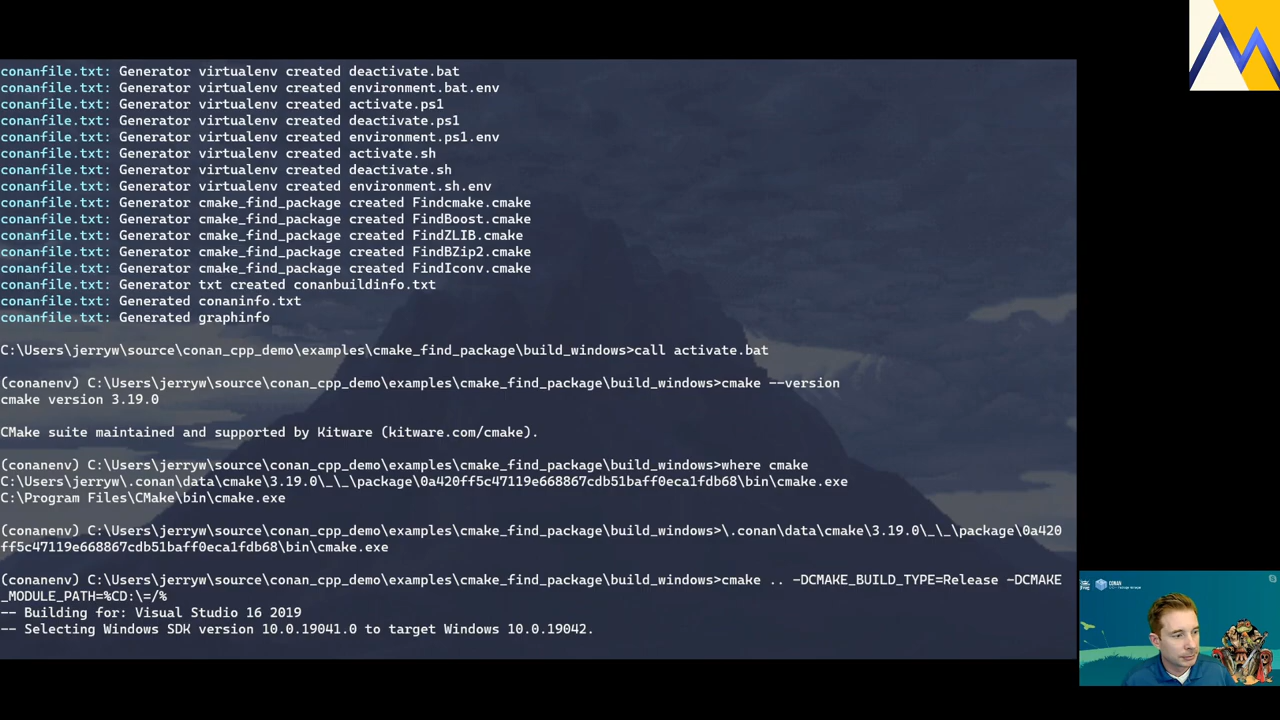 conanfile.txt: Generator virtualenv created deactivate.bat
conanfile.txt: Generator virtualenv created environment.bat.env
conanfile.txt: Generator virtualenv created activate.ps1
conanfile.txt: Generator virtualenv created deactivate.ps1
conanfile.txt: Generator virtualenv created environment.ps1.env
conanfile.txt: Generator virtualenv created activate.sh
conanfile.txt: Generator virtualenv created deactivate.sh
conanfile.txt: Generator virtualenv created environment.sh.env
conanfile.txt: Generator cmake_find_package created Findcmake.cmake
conanfile.txt: Generator cmake_find_package created FindBoost.cmake
conanfile.txt: Generator cmake_find_package created FindZLIB.cmake
conanfile.txt: Generator cmake_find_package created FindBZip2.cmake
conanfile.txt: Generator cmake_find_package created FindIconv.cmake
conanfile.txt: Generator txt created conanbuildinfo.txt
conanfile.txt: Generated conaninfo.txt
conanfile.txt: Generated graphinfo
C:\Users\jerryw\source\conan_cpp_demo\examples\cmake_find_package\build_windows>call activate.bat
(conanenv) C:\Users\jerryw\source\conan_cpp_demo\examples\cmake_find_package\build_windows>cmake --version
cmake version 3.19.0
CMake suite maintained and supported by Kitware (kitware.com/cmake).
(conanenv) C:\Users\jerryw\source\conan_cpp_demo\examples\cmake_find_package\build_windows>where cmake
C:\Users\jerryw\.conan\data\cmake\3.19.0\_\_\package\0a420ff5c47119e668867cdb51baff0eca1fdb68\bin\cmake.exe
C:\Program Files\CMake\bin\cmake.exe
(conanenv) C:\Users\jerryw\source\conan_cpp_demo\examples\cmake_find_package\build_windows>\.conan\data\cmake\3.19.0\_\_\package\0a420
ff5c47119e668867cdb51baff0eca1fdb68\bin\cmake.exe
(conanenv) C:\Users\jerryw\source\conan_cpp_demo\examples\cmake_find_package\build_windows>cmake .. -DCMAKE_BUILD_TYPE=Release -DCMAKE
_MODULE_PATH=%CD:\=/%
-- Building for: Visual Studio 16 2019
-- Selecting Windows SDK version 10.0.19041.0 to target Windows 10.0.19042.
CONAN